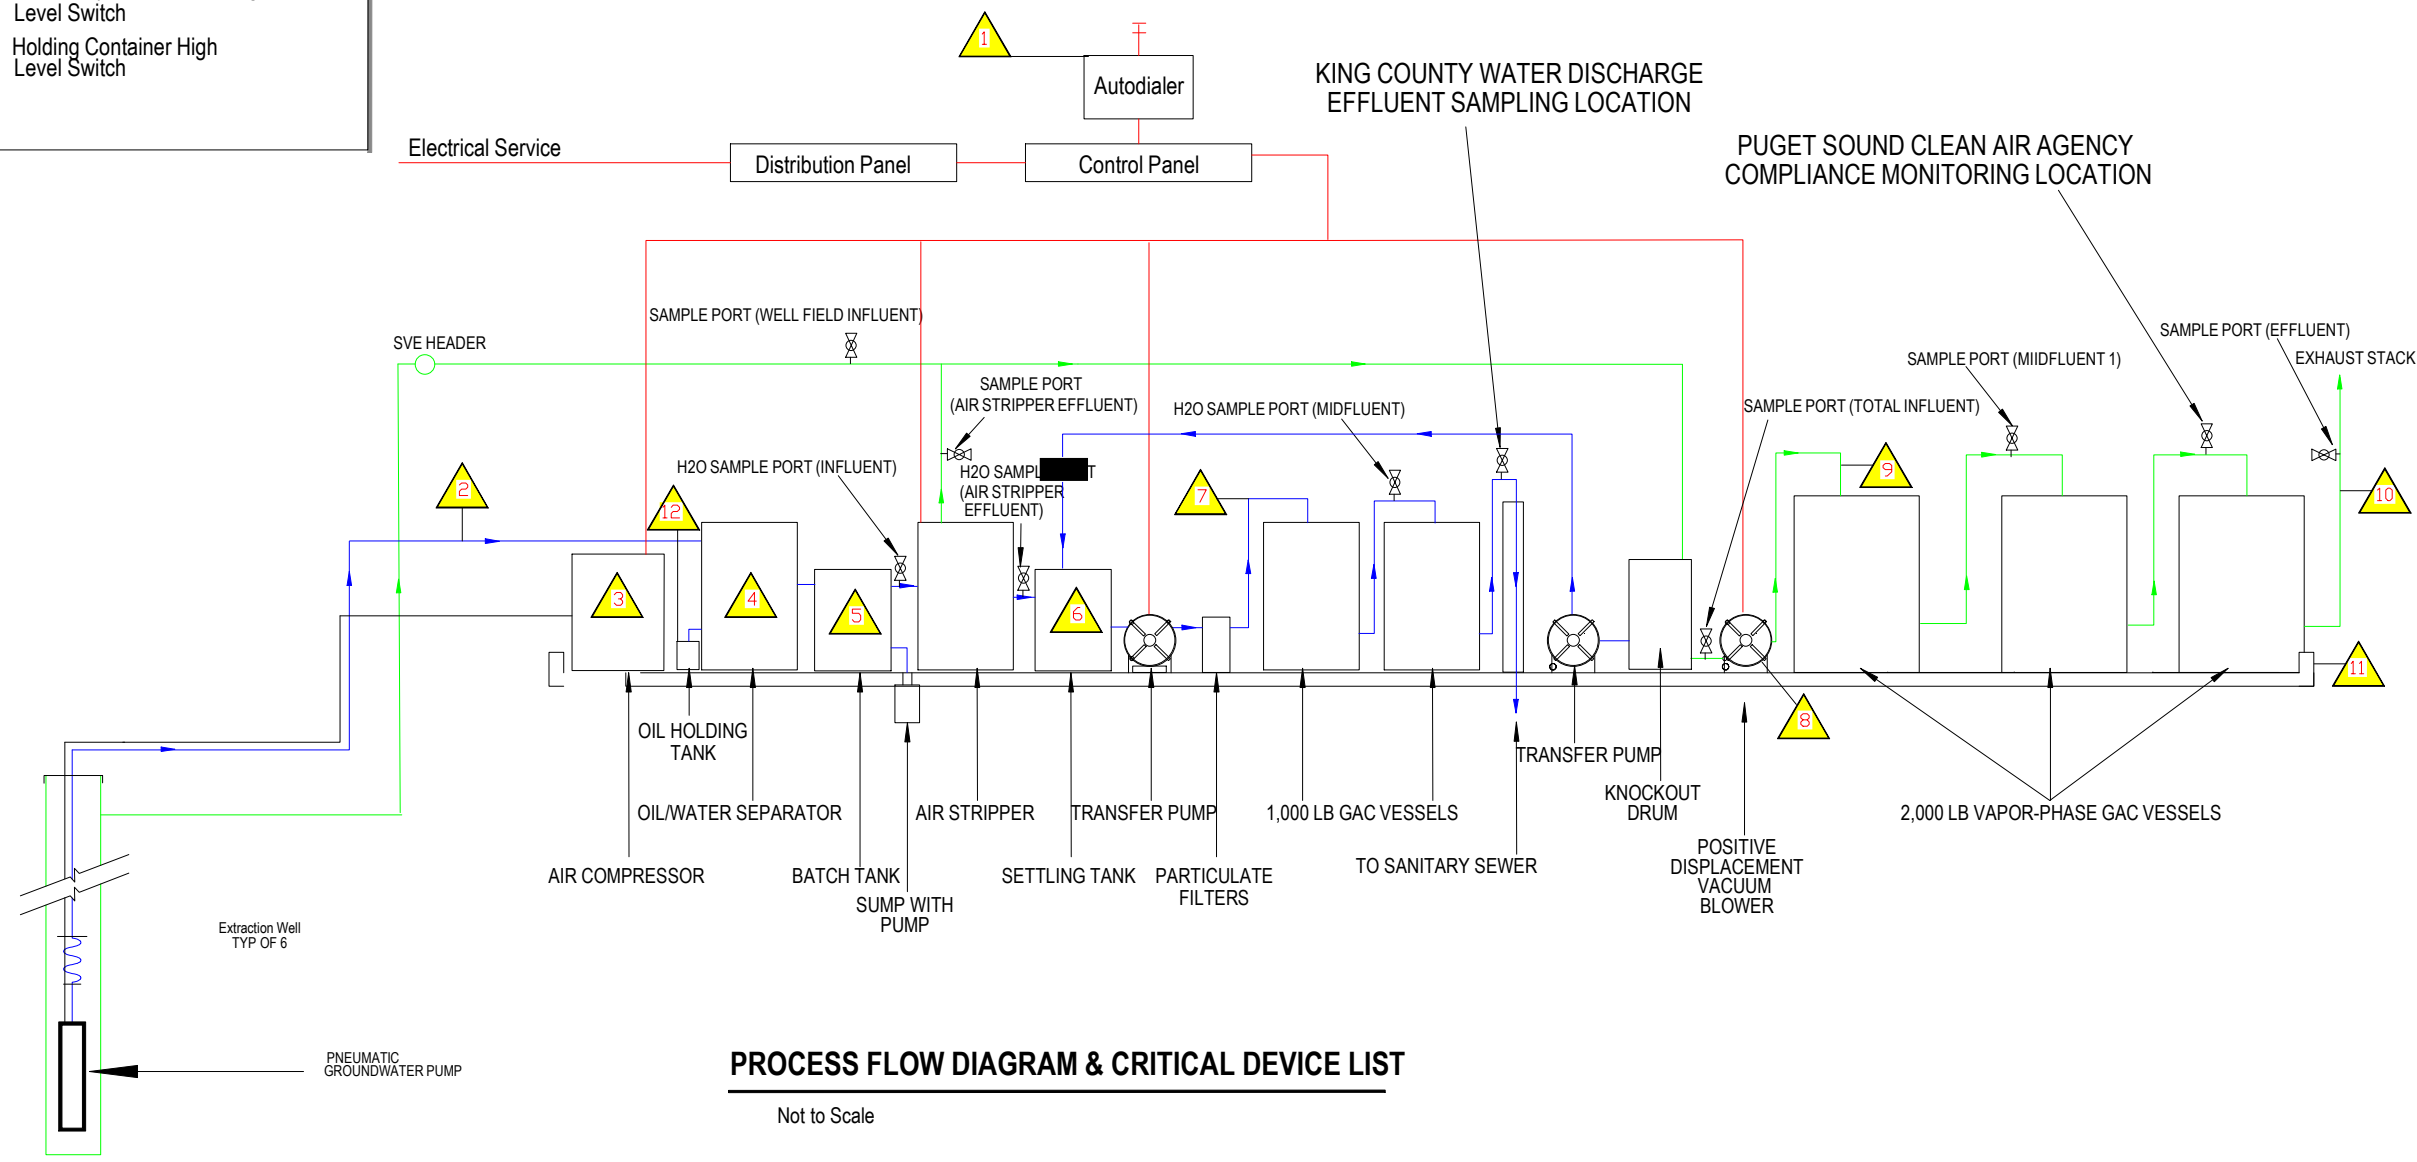 Level Switch
Holding Container High
Level Switch
1
Autodialer
KING COUNTY WATER DISCHARGE
EFFLUENT SAMPLING LOCATION
Electrical Service
Distribution Panel
Control Panel
PUGET SOUND CLEAN AIR AGENCY
COMPLIANCE MONITORING LOCATION
SAMPLE PORT (WELL FIELD INFLUENT)
SVE HEADER
SAMPLE PORT
(AIR STRIPPER EFFLUENT)
H2O SAMPLE PORT (MIDFLUENT)
SAMPLE PORT (TOTAL INFLUENT)
SAMPLE PORT (MIIDFLUENT 1)
SAMPLE PORT (EFFLUENT)
EXHAUST STACK
H2O SAMPLE PORT (INFLUENT)
H2O
(AIR STRIPPER
EFFLUENT)
2
12
7
9
10
3
4
5
6
11
8
OIL HOLDING
TANK
OIL/WATER SEPARATOR
AIR STRIPPER
TRANSFER PUMP
1,000 LB GAC VESSELS
TRANSFER PUMP
KNOCKOUT
DRUM
2,000 LB VAPOR-PHASE GAC VESSELS
AIR COMPRESSOR
BATCH TANK
SUMP WITH
PUMP
SETTLING TANK
PARTICULATE
FILTERS
TO SANITARY SEWER
POSITIVE
DISPLACEMENT
VACUUM
BLOWER
Extraction Well
TYP OF 6
PNEUMATIC
GROUNDWATER PUMP
PROCESS FLOW DIAGRAM & CRITICAL DEVICE LIST
Not to Scale